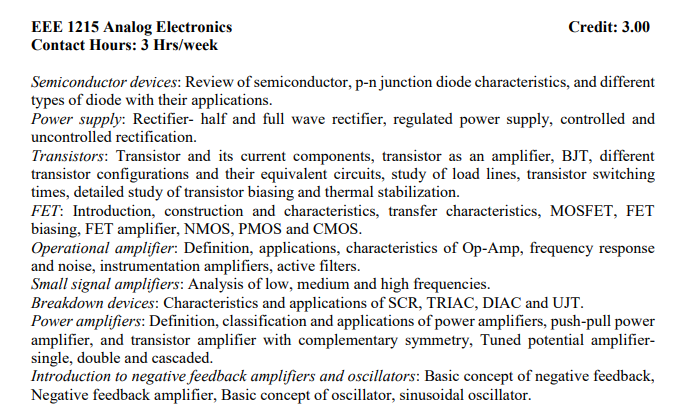 EEE 1215 Analog Electronics Credit: 3.00
Contact Hours: 3 Hrs/week
Semiconductor devices: Review of semiconductor, p-n junction diode characteristics, and different
types of diode with their applications.
Power supply: Rectifier- half and full wave rectifier, regulated power supply, controlled and
uncontrolled rectification.
Transistors: Transistor and its current components, transistor as an amplifier, BJT, different
transistor configurations and their equivalent circuits, study of load lines, transistor switching
times, detailed study of transistor biasing and thermal stabilization.
FET: Introduction, construction and characteristics, transfer characteristics, MOSFET, FET
biasing, FET amplifier, NMOS, PMOS and CMOS.
Operational amplifier: Definition, applications, characteristics of Op-Amp, frequency response
and noise, instrumentation amplifiers, active filters.
Small signal amplifiers: Analysis of low, medium and high frequencies.
Breakdown devices: Characteristics and applications of SCR, TRIAC, DIAC and UJT.
Power amplifiers: Definition, classification and applications of power amplifiers, push-pull power
amplifier, and transistor amplifier with complementary symmetry, Tuned potential amplifier-
single, double and cascaded.
Introduction to negative feedback amplifiers and oscillators: Basic concept of negative feedback,
Negative feedback amplifier, Basic concept of oscillator, sinusoidal oscillator.